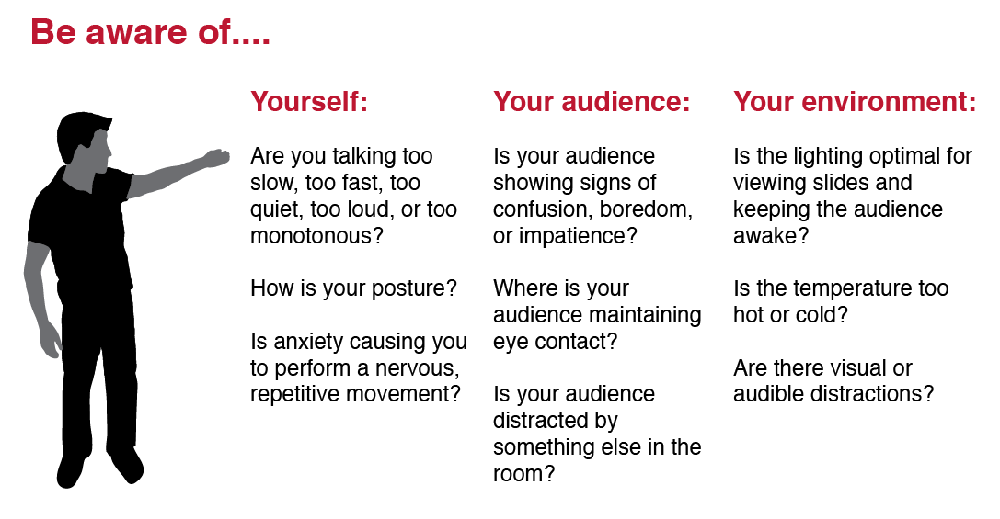 Be aware of....
Yourself:
Are you talking too
slow, too fast, too
quiet, too loud, or too
monotonous?
How is your posture?
Is anxiety causing you
to perform a nervous,
repetitive movement?
Your audience:
Is your audience
showing signs of
confusion, boredom,
or impatience?
Where is your
audience maintaining
eye contact?
Is your audience
distracted by
something else in the
room?
Your environment:
Is the lighting optimal for
viewing slides and
keeping the audience
awake?
Is the temperature too
hot or cold?
Are there visual or
audible distractions?